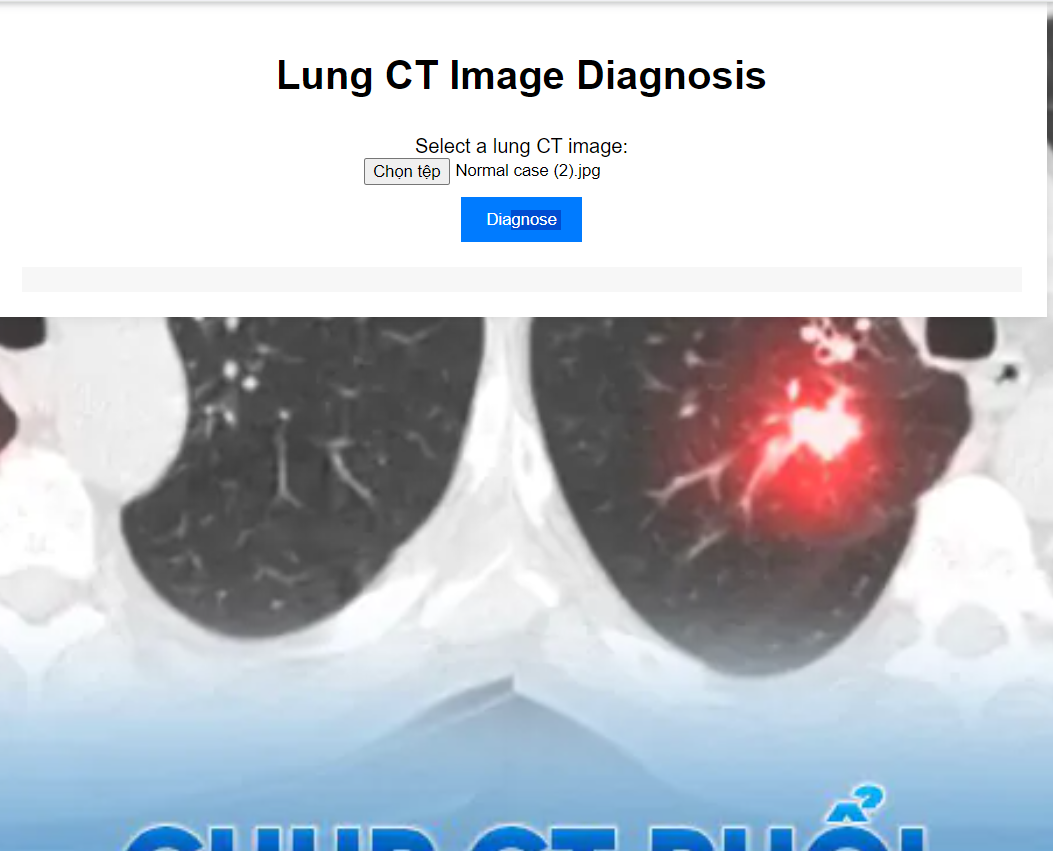 Lung CT Image Diagnosis
Select a lung CT image:
Chọn tệp Normal case (2).jpg
Diagnose
CHỤP CT PHỔI